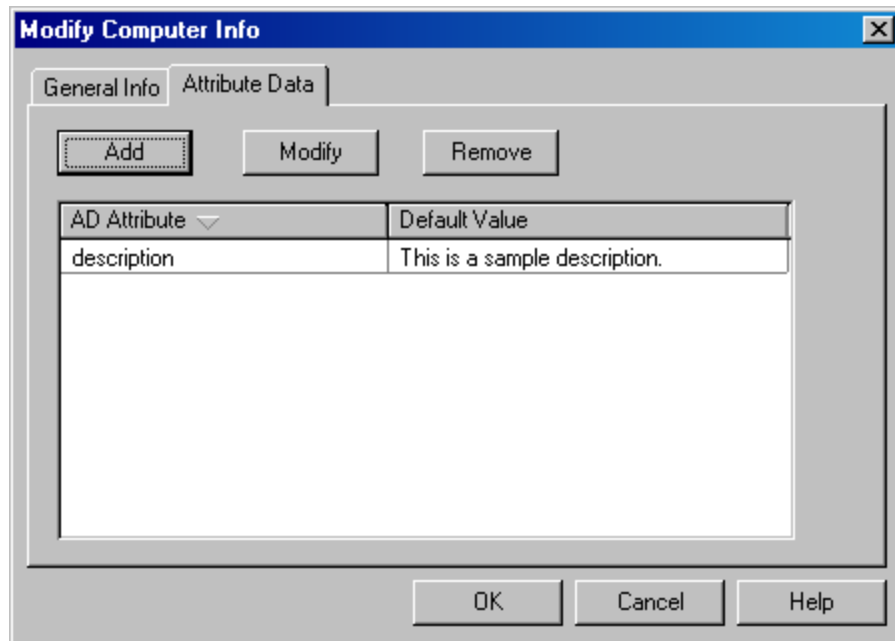 Modify Computer Info
General Info Attribute Data
Add Modify Remove
AD Attribute Default Value
description This is a sample description.
OK Cancel Help